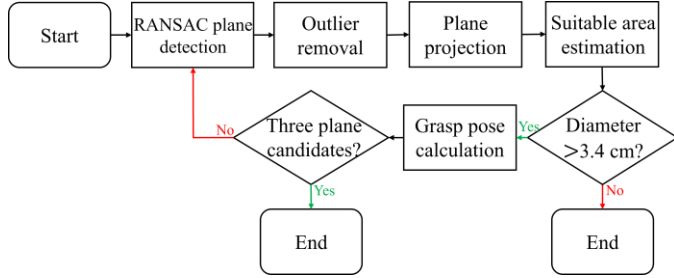 Start
RANSAC plane
detection
Outlier
removal
Plane
projection
Suitable area
estimation
Three plane
candidates?
No
Yes
Grasp pose
calculation
Yes
Diameter
>3.4 cm?
No
End
End